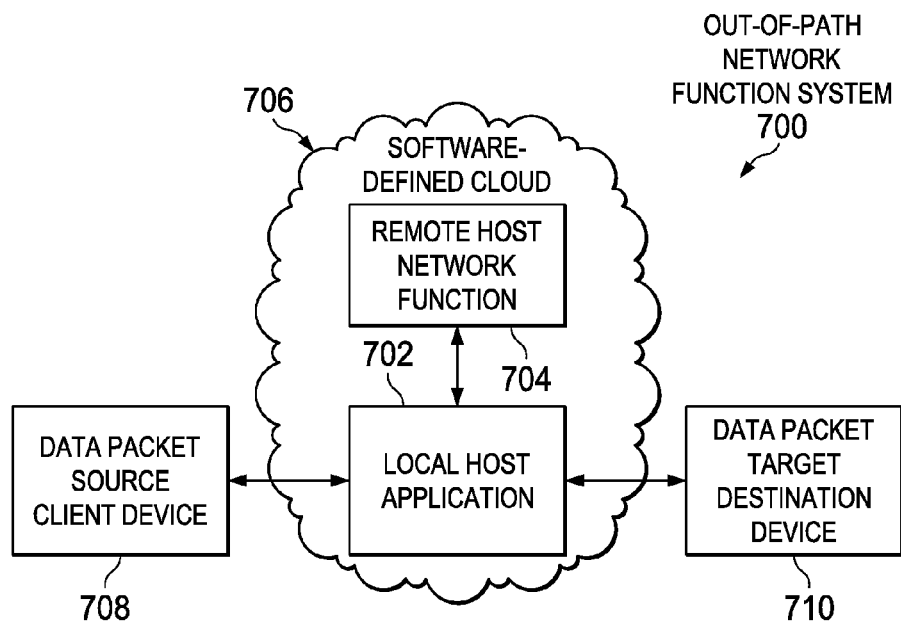 OUT-OF-PATH
NETWORK
FUNCTION SYSTEM
700
706
SOFTWARE-
DEFINED CLOUD
REMOTE HOST
NETWORK
FUNCTION
702
704
DATA PACKET
SOURCE
CLIENT DEVICE
LOCAL HOST
APPLICATION
DATA PACKET
TARGET
DESTINATION
DEVICE
708
710